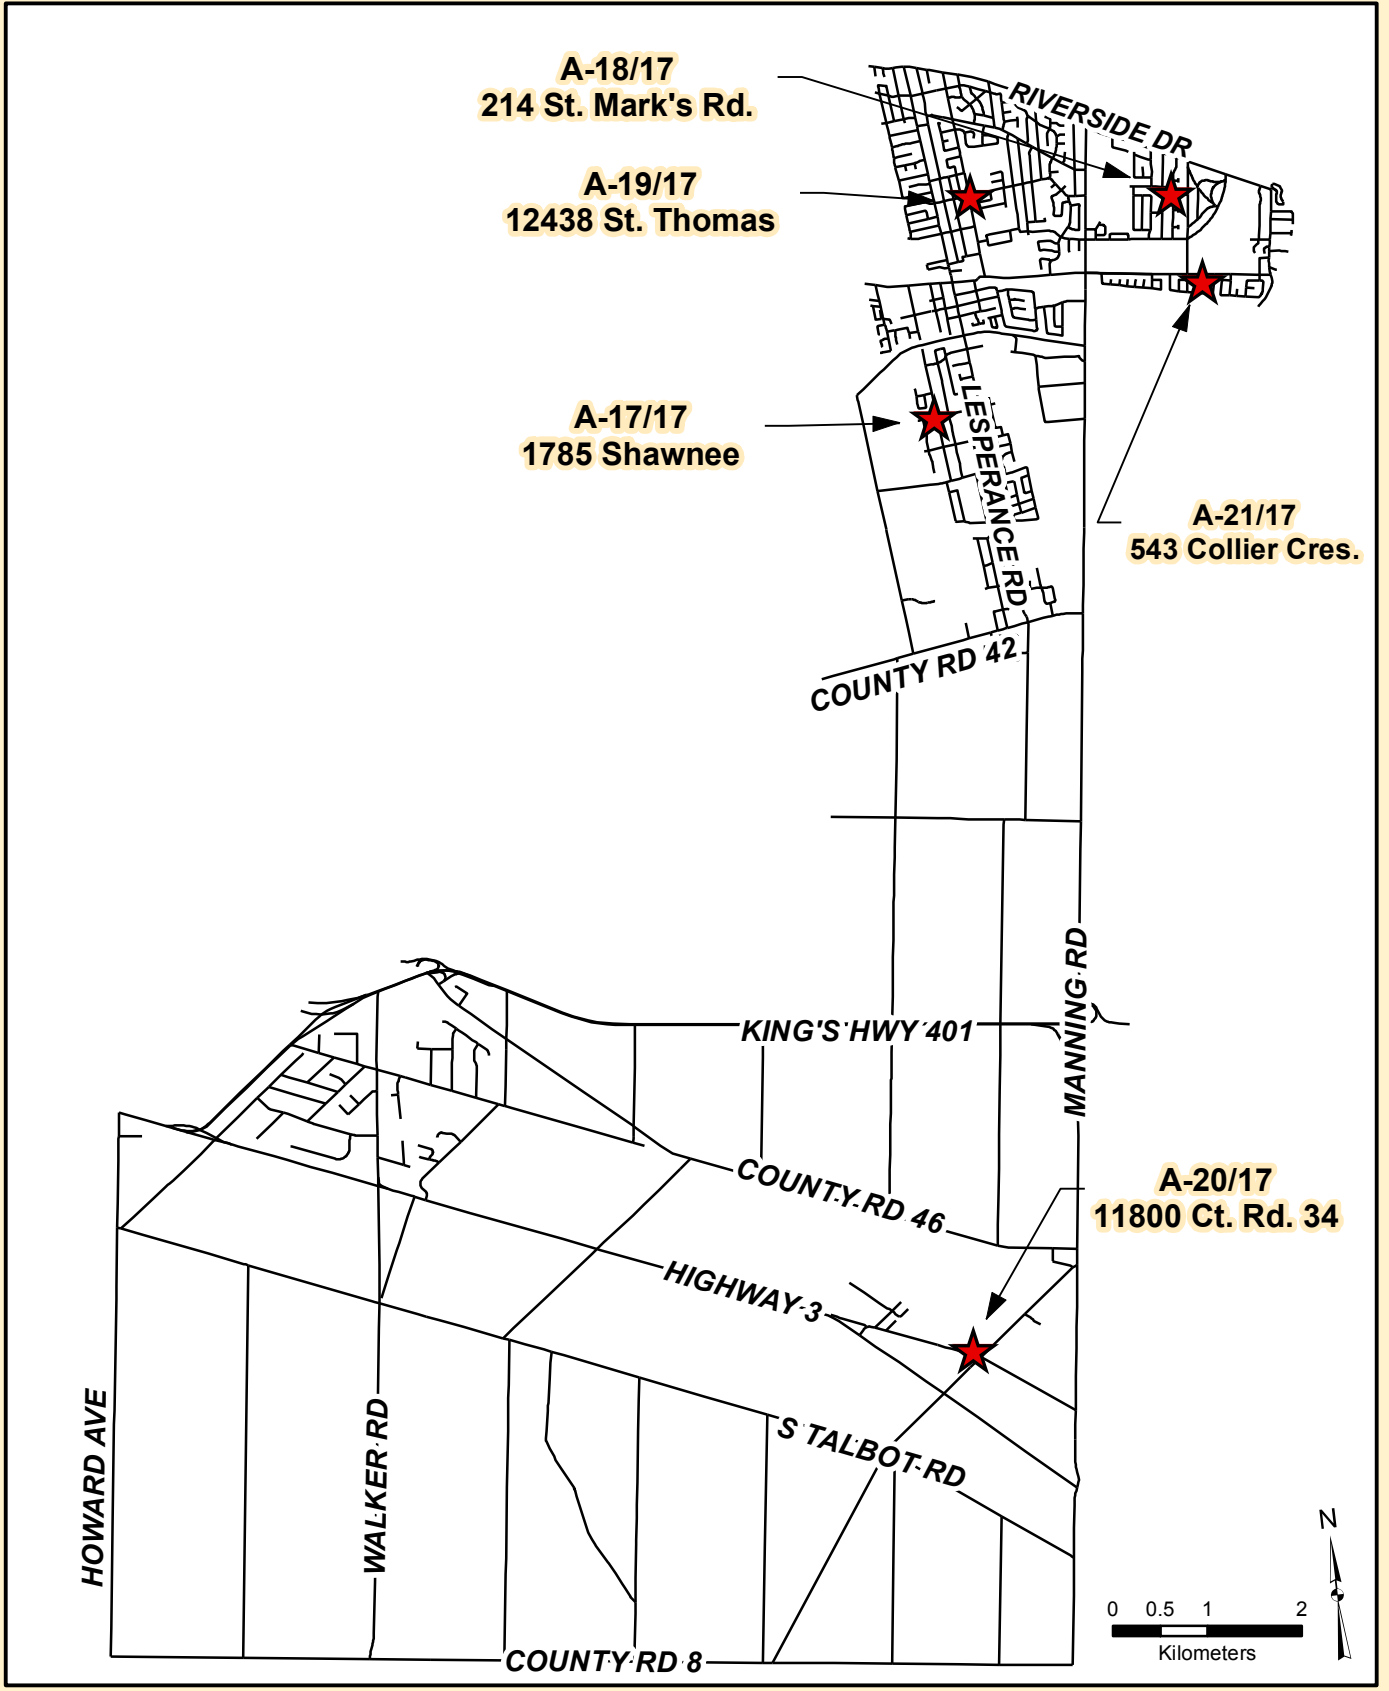 A-18/17
214 St. Mark's Rd.
RIVERSIDE DR
A-19/17
12438 St. Thomas
A-17/17
1785 Shawnee
LESPERANCE RD
A-21/17
543 Collier Cres.
COUNTY RD 42
MANNING RD
KING'S HWY 401
COUNTY RD 46
A-20/17
11800 Ct. Rd. 34
HIGHWAY 3
HOWARD AVE
WALKER RD
S TALBOT RD
COUNTY RD 8
N
0 0.5 1 2
Kilometers